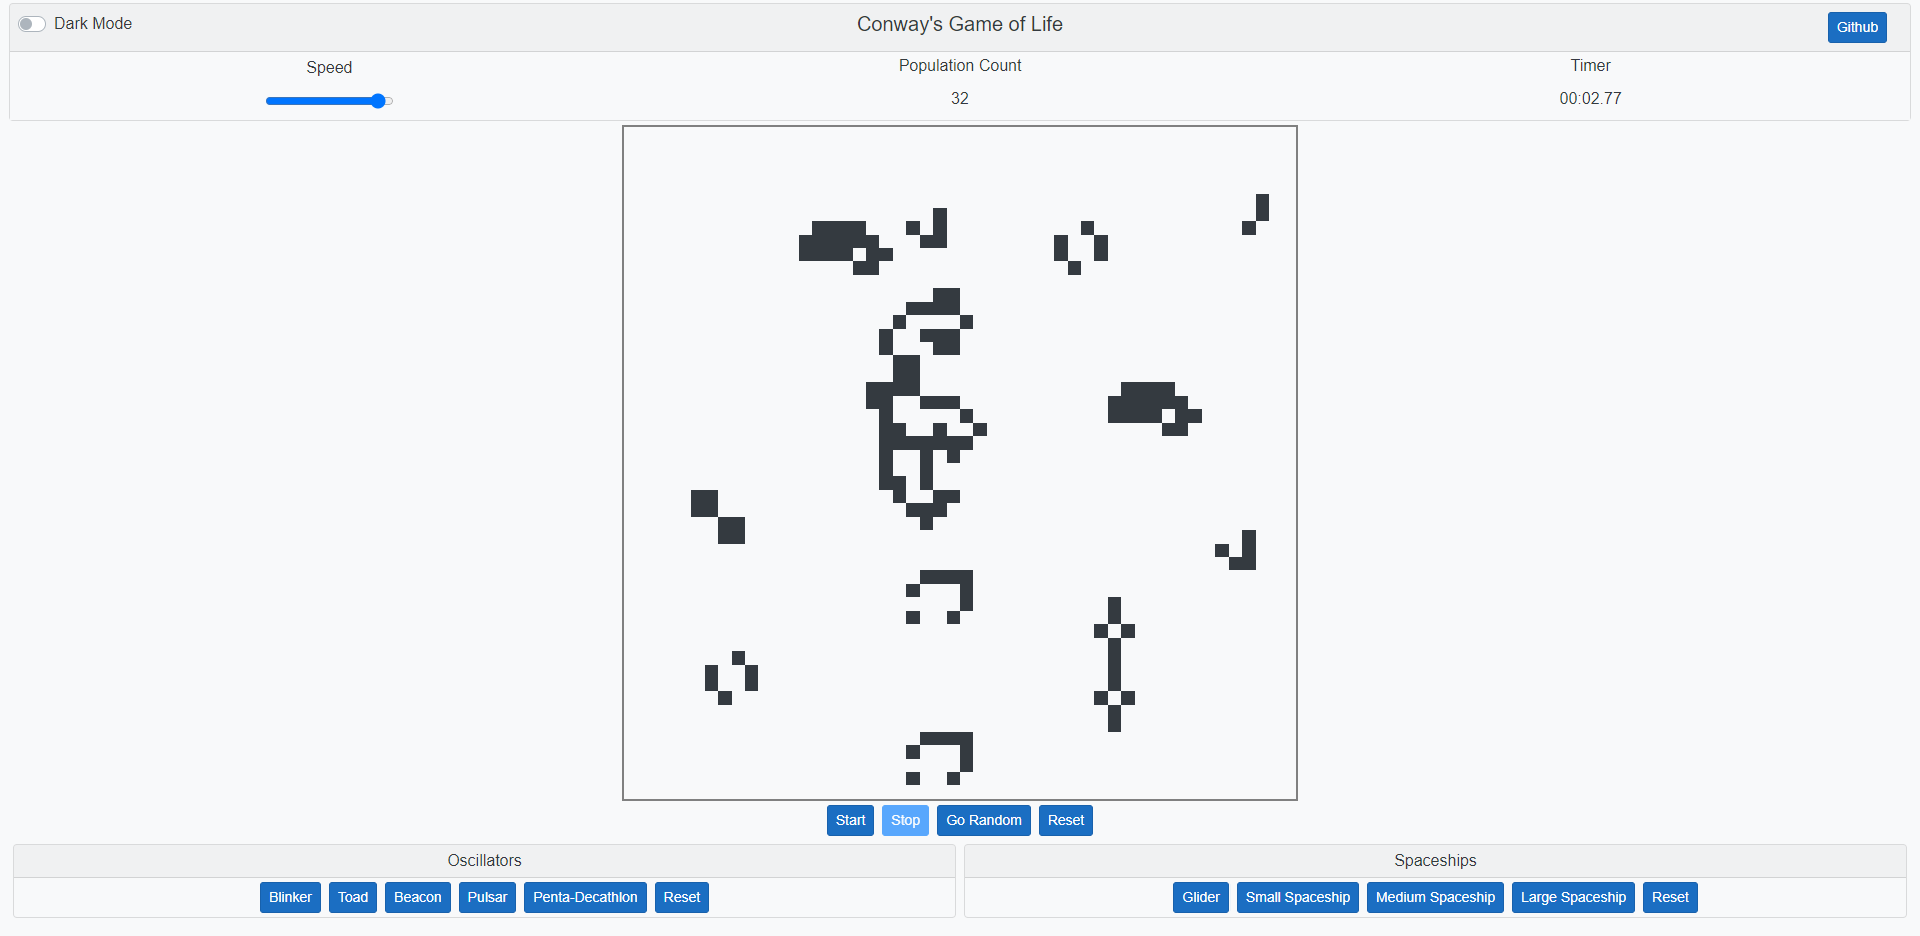 Dark Mode
Conway's Game of Life
Github
Speed
Population Count
Timer
32
00:02.77
Start
Stop
Go Random
Reset
Oscillators
Blinker
Toad
Beacon
Pulsar
Penta-Decathlon
Reset
Spaceships
Glider
Small Spaceship
Medium Spaceship
Large Spaceship
Reset